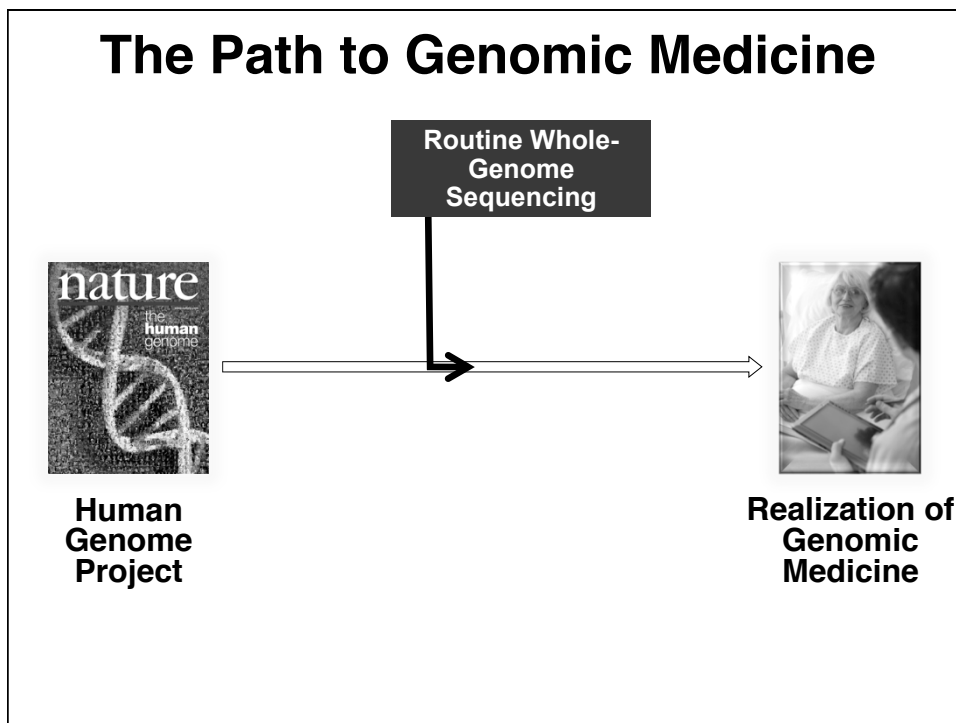 The Path to Genomic Medicine
Routine Whole-
Genome
Sequencing
nature
the
human
genome
Human
Genome
Project
Realization of
Genomic
Medicine